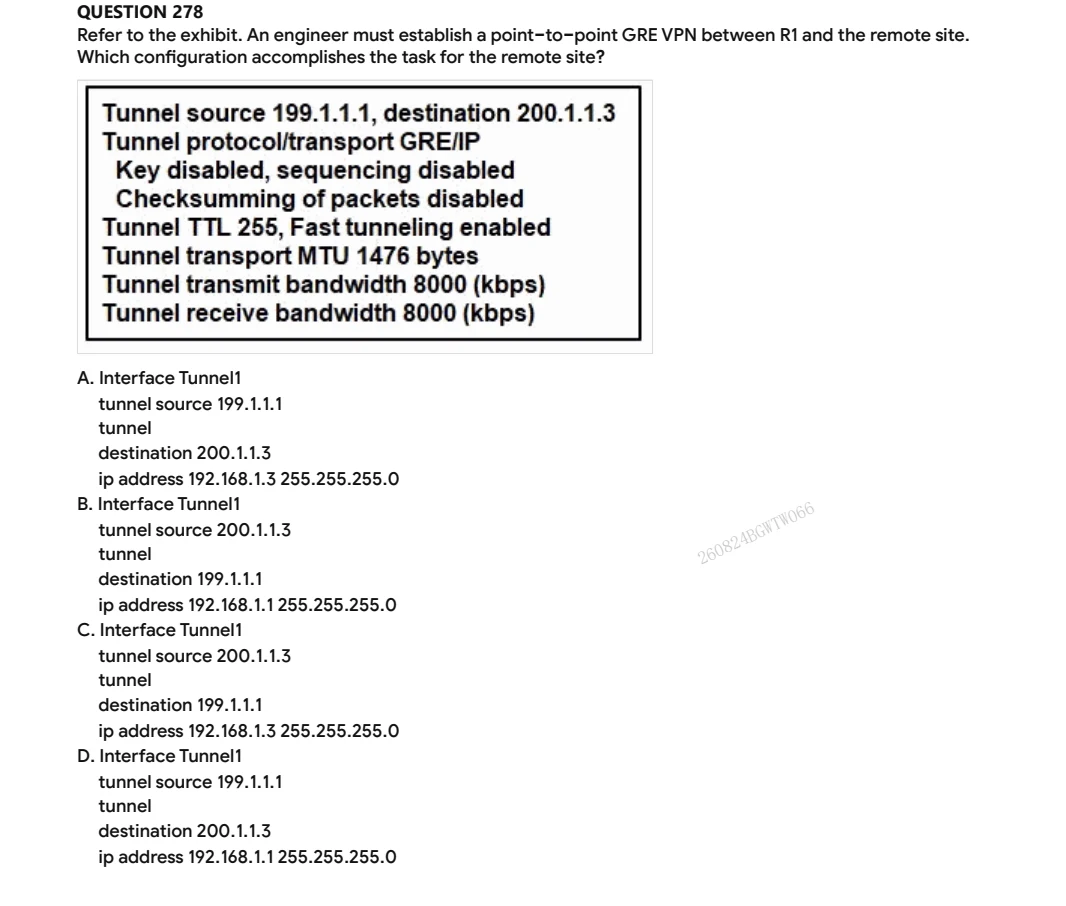 QUESTION 278
Refer to the exhibit. An engineer must establish a point-to-point GRE VPN between R1 and the remote site.
Which configuration accomplishes the task for the remote site?
Tunnel source 199.1.1.1, destination 200.1.1.3
Tunnel protocol/transport GRE/IP
Key disabled, sequencing disabled
Checksumming of packets disabled
Tunnel TTL 255, Fast tunneling enabled
Tunnel transport MTU 1476 bytes
Tunnel transmit bandwidth 8000 (kbps)
Tunnel receive bandwidth 8000 (kbps)
A. Interface Tunnel1
tunnel source 199.1.1.1
tunnel
destination 200.1.1.3
ip address 192.168.1.3 255.255.255.0
B. Interface Tunnel1
tunnel source 200.1.1.3
tunnel
destination 199.1.1.1
ip address 192.168.1.1 255.255.255.0
C. Interface Tunnel1
tunnel source 200.1.1.3
tunnel
destination 199.1.1.1
ip address 192.168.1.3 255.255.255.0
D. Interface Tunnel1
tunnel source 199.1.1.1
tunnel
destination 200.1.1.3
ip address 192.168.1.1 255.255.255.0
260824BGWTW066